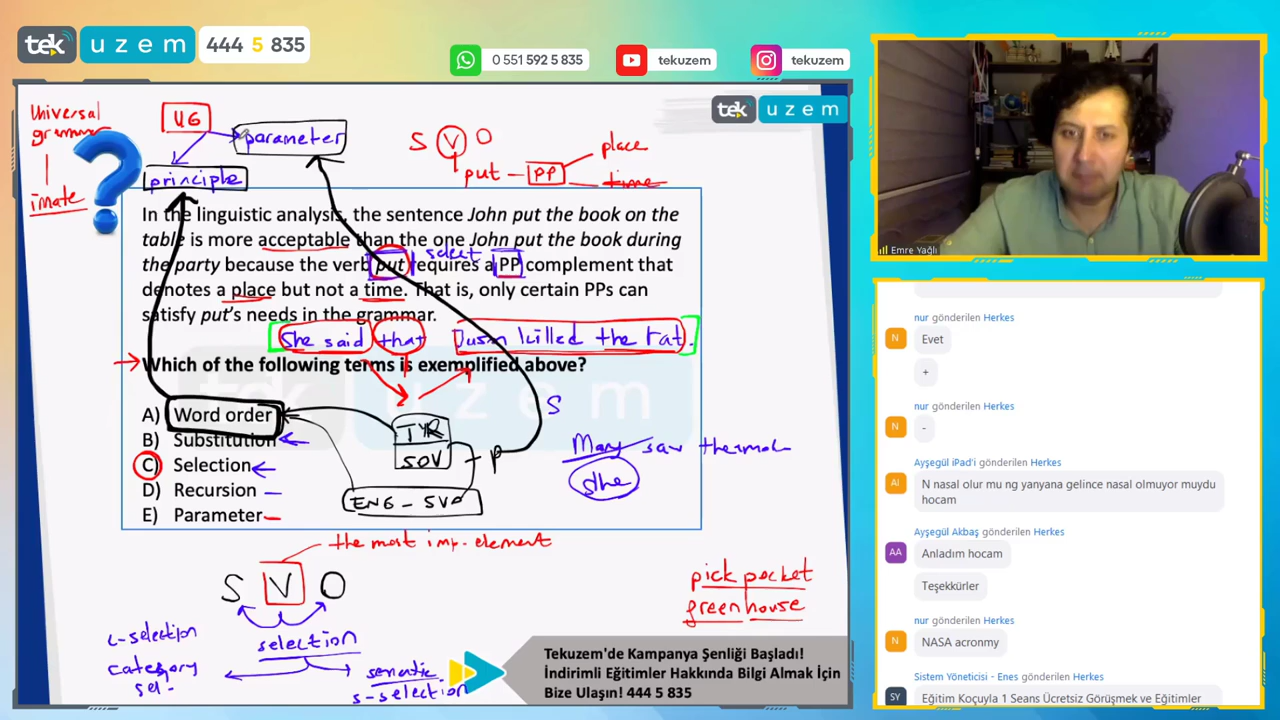 tek uzem 444 5 835
0 551 592 5 835
tekuzem
tekuzem
tek uzem
Universal
grammar
innate
UG
parameter
principle
S V O
put - PP
place
time
In the linguistic analysis, the sentence John put the book on the
table is more acceptable than the one John put the book during
the party because the verb put requires a PP complement that
select
denotes a place but not a time. That is, only certain PPs can
satisfy put's needs in the grammar.
She said that killed the rat.
Which of the following terms is exemplified above?
A) Word order
B) Substitution
C) Selection
D) Recursion
E) Parameter
SOV
P
S
ENG - SVO
Mary saw
she
the most imp. element
S V O
selection
c-selection
category
sel-
s-selection
pick pocket
green house
Tekuzem'de Kampanya Şenliği Başladı!
İndirimli Eğitimler Hakkında Bilgi Almak İçin
Bize Ulaşın! 444 5 835
Emre Yağlı
nur gönderilen Herkes
N
Evet
+
nur gönderilen Herkes
N
-
Ayşegül iPad'i gönderilen Herkes
AI
N nasal olur mu ng yanyana gelince nasal olmuyor muydu
hocam
Ayşegül Akbaş gönderilen Herkes
AA
Anladım hocam
Teşekkürler
nur gönderilen Herkes
N
NASA acronmy
Sistem Yöneticisi - Enes gönderilen Herkes
SY
Eğitim Koçuyla 1 Seans Ücretsiz Görüşmek ve Eğitimler